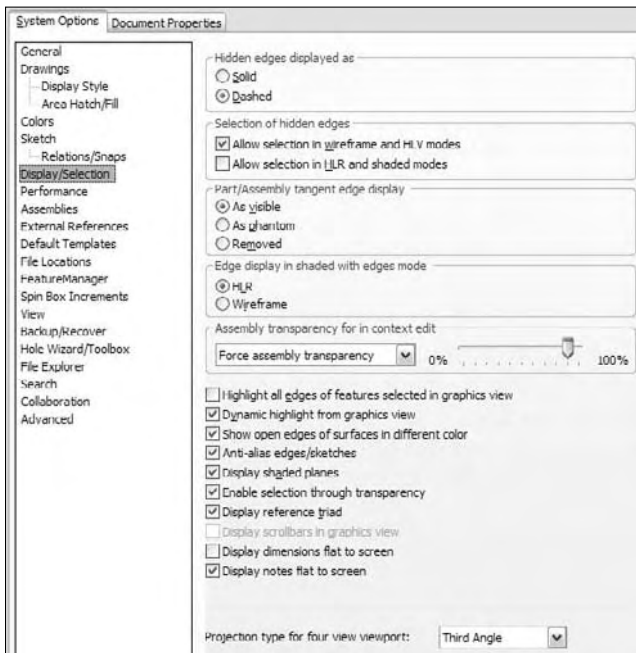 System Options
Document Properties
General
Drawings
Display Style
Area Hatch/Fill
Colors
Sketch
Relations/Snaps
Display/Selection
Performance
Assemblies
External References
Default Templates
File Locations
FeatureManager
Spin Box Increments
View
Backup/Recover
Hole Wizard/Toolbox
File Explorer
Search
Collaboration
Advanced
Hidden edges displayed as
Solid
Dashed
Selection of hidden edges
Allow selection in wireframe and HLV modes
Allow selection in HLR and shaded modes
Part/Assembly tangent edge display
As visible
As phantom
Removed
Edge display in shaded with edges mode
HLR
Wireframe
Assembly transparency for in context edit
Force assembly transparency
0%
100%
Highlight all edges of features selected in graphics view
Dynamic highlight from graphics view
Show open edges of surfaces in different color
Anti-alias edges/sketches
Display shaded planes
Enable selection through transparency
Display reference triad
Display scrollbars in graphics view
Display dimensions flat to screen
Display notes flat to screen
Projection type for four view viewport:
Third Angle